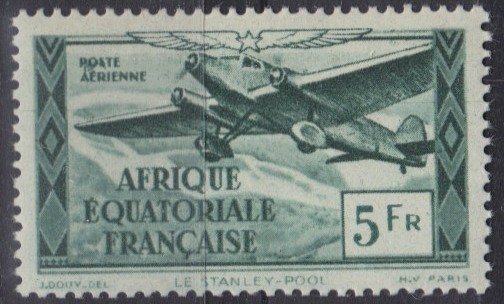 POSTE
AÉRIENNE
AFRIQUE
ÉQUATORIALE
FRANÇAISE
5 FR
J. DOUY-DEL.
LE STANLEY-POOL
H.V. PARIS